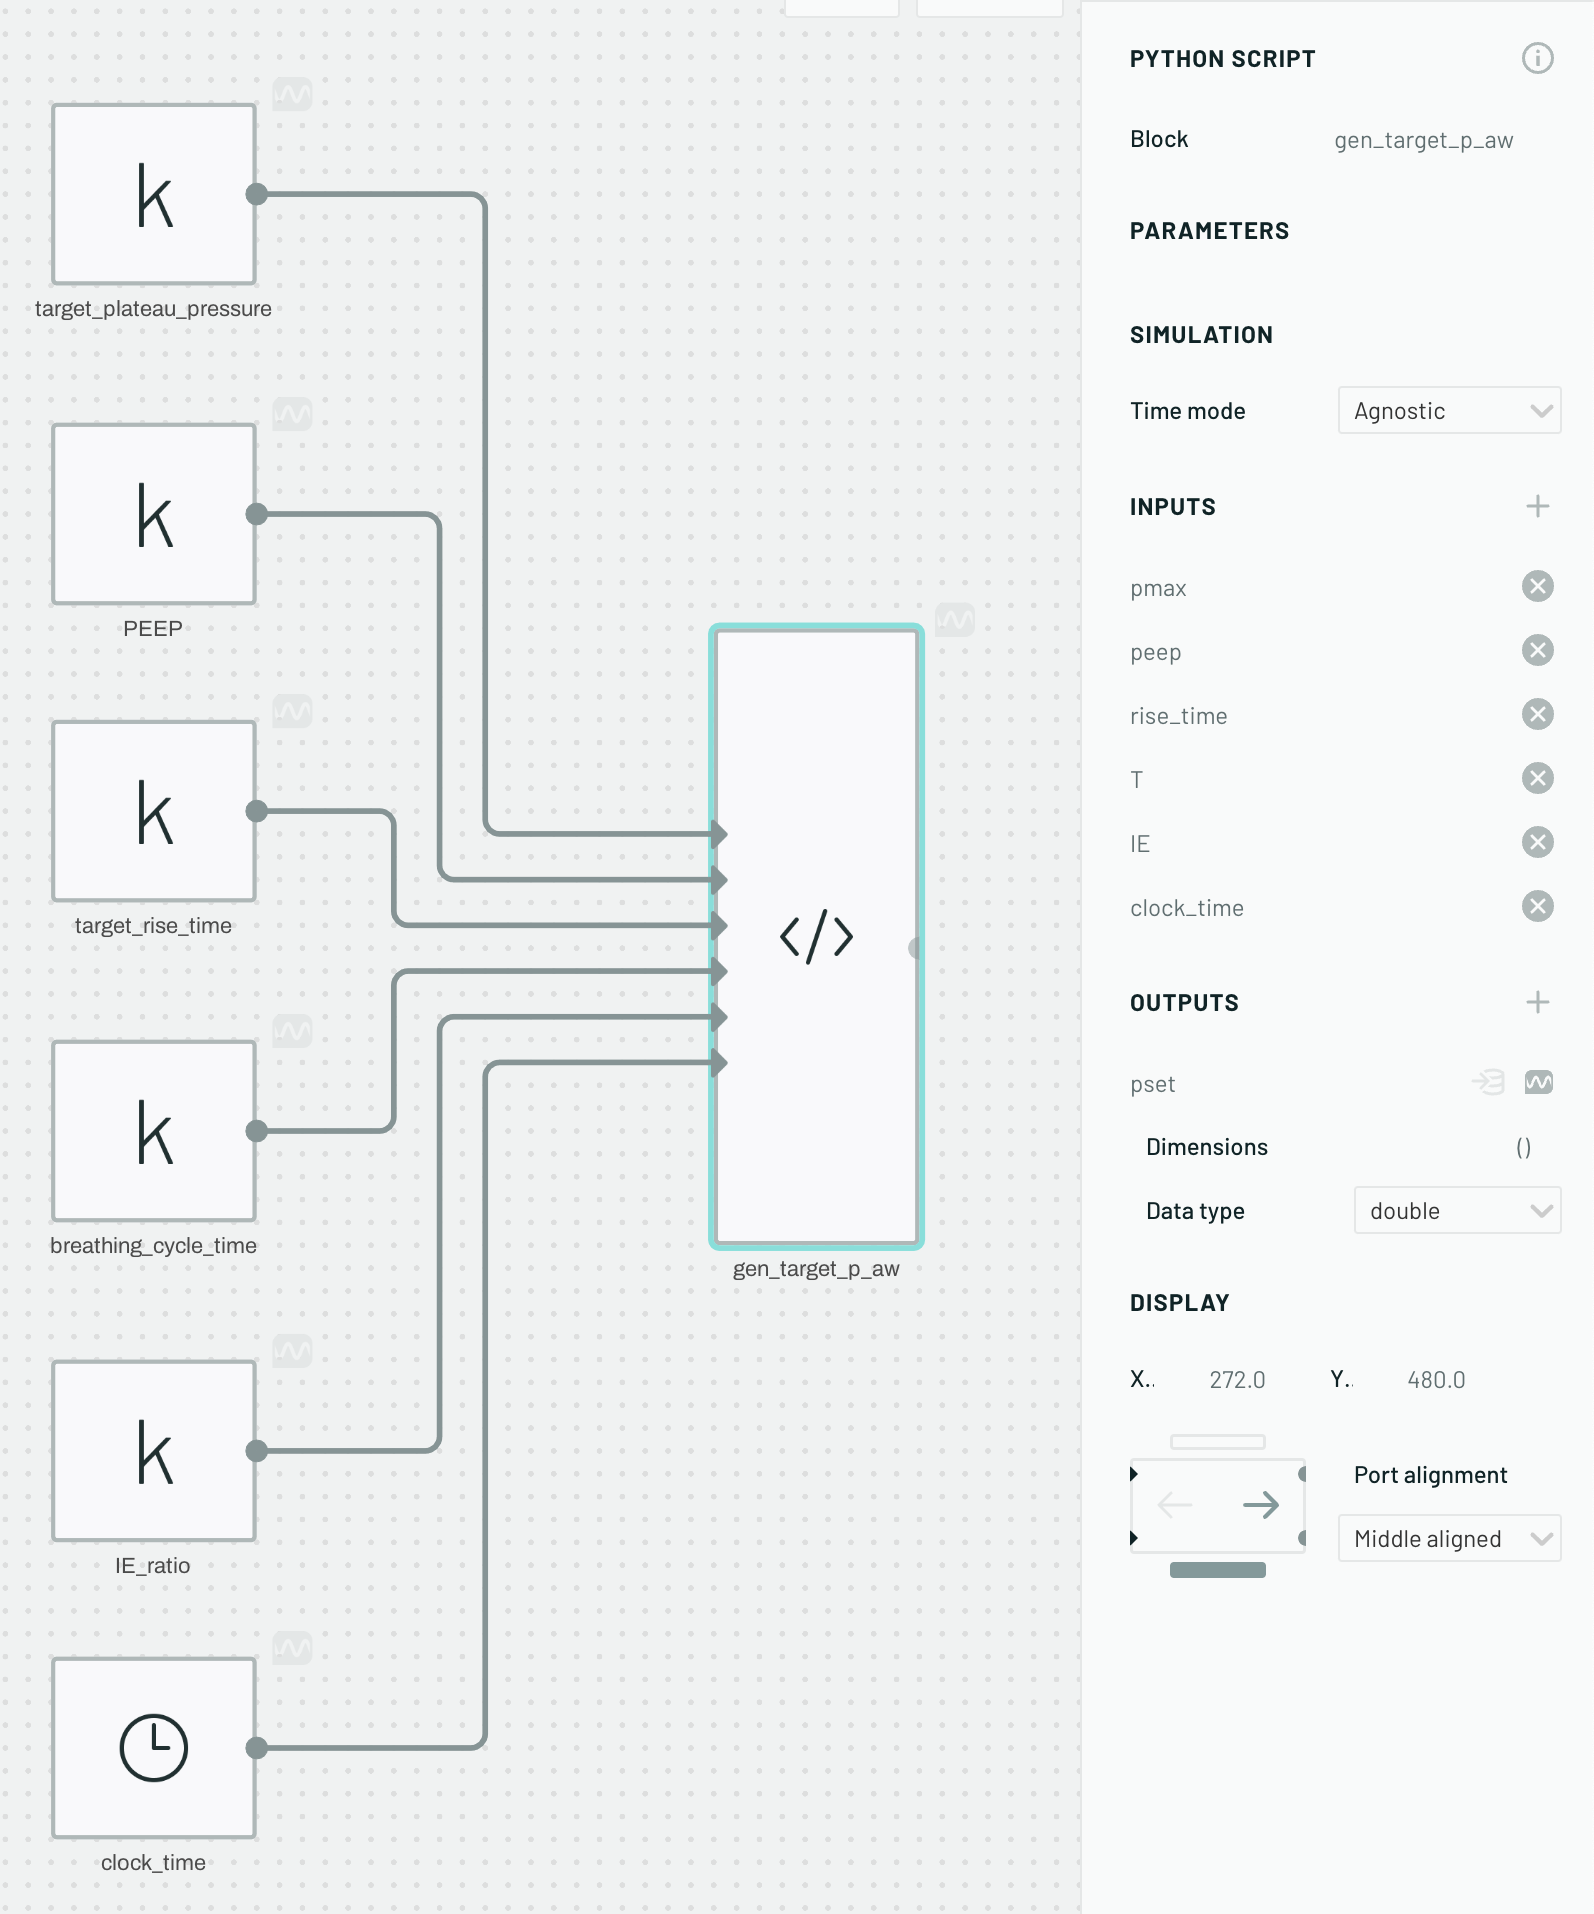 k
target_plateau_pressure
k
PEEP
k
target_rise_time
k
breathing_cycle_time
k
IE_ratio
clock_time
</>
gen_target_p_aw
PYTHON SCRIPT
Block gen_target_p_aw
PARAMETERS
SIMULATION
Time mode Agnostic
INPUTS
pmax
peep
rise_time
T
IE
clock_time
OUTPUTS
pset
Dimensions ()
Data type double
DISPLAY
X.. 272.0 Y.. 480.0
Port alignment
Middle aligned